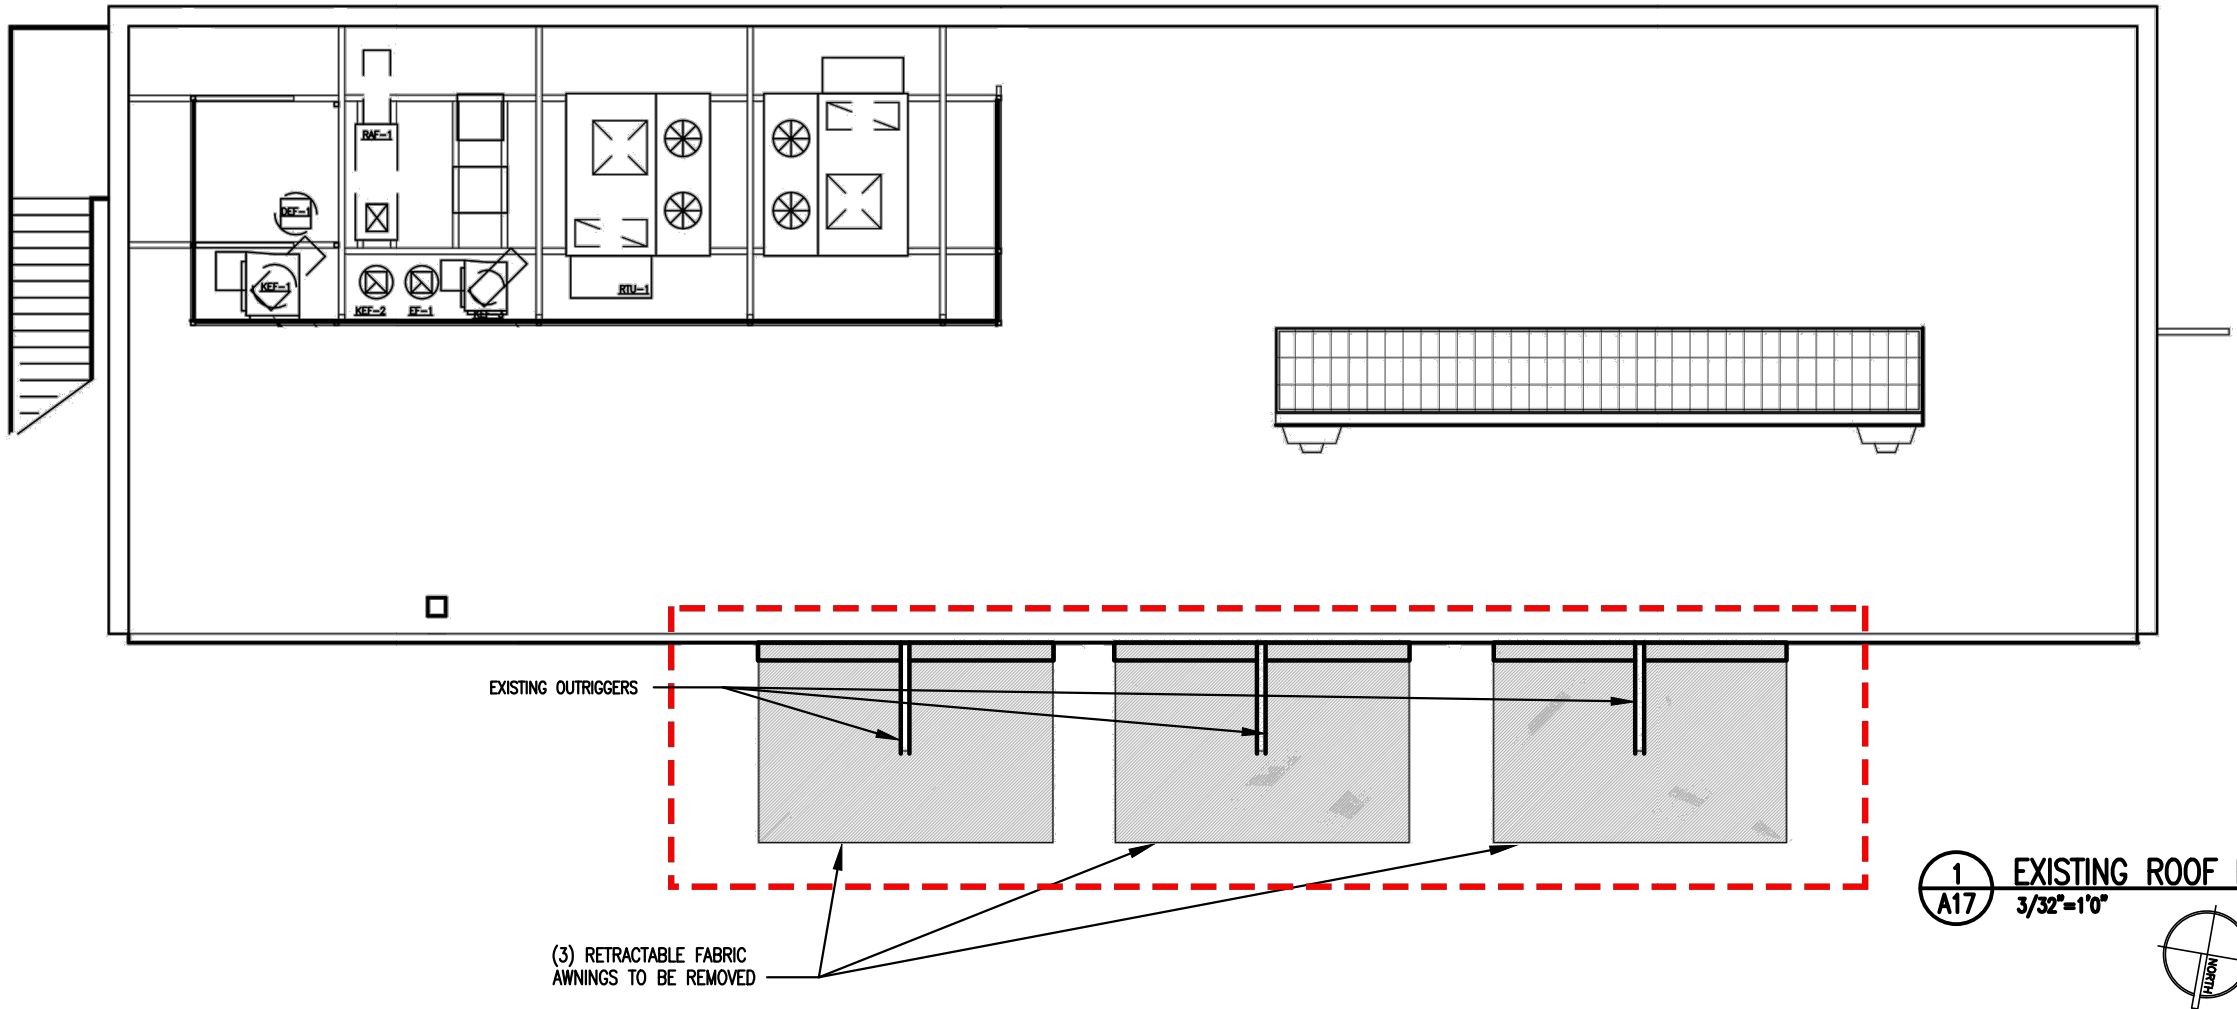 RAF-1
DEF-1
KEF-1
KEF-2
EF-1
RTU-1
EXISTING OUTRIGGERS
(3) RETRACTABLE FABRIC
AWNINGS TO BE REMOVED
1
A17
EXISTING ROOF
3/32"=1'0"
NORTH